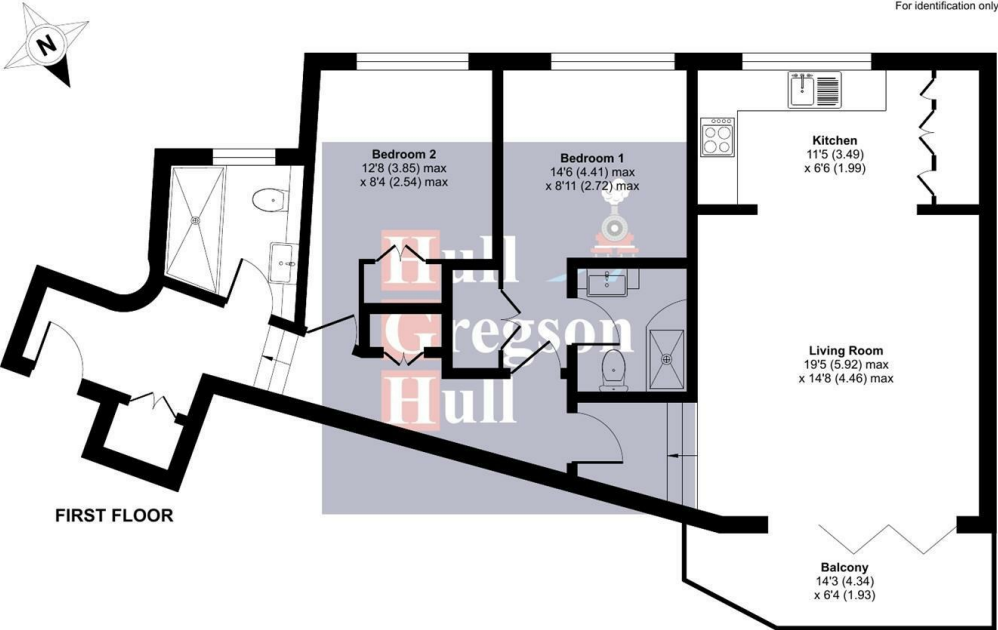 For identification only
N
Bedroom 2
12'8 (3.85) max
x 8'4 (2.54) max
Bedroom 1
14'6 (4.41) max
x 8'11 (2.72) max
Kitchen
11'5 (3.49)
x 6'6 (1.99)
Hull
Gregson
Hull
Living Room
19'5 (5.92) max
x 14'8 (4.46) max
FIRST FLOOR
Balcony
14'3 (4.34)
x 6'4 (1.93)